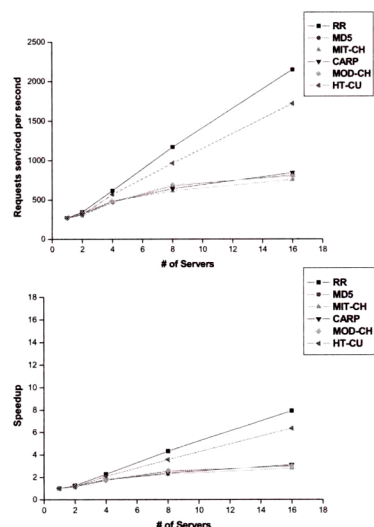 RR
MD5
MIT-CH
CARP
MOD-CH
HT-CU
2500
2000
1500
1000
500
0
Requests serviced per second
0 2 4 6 8 10 12 14 16 18
# of Servers
RR
MD5
MIT-CH
CARP
MOD-CH
HT-CU
18
16
14
12
10
8
6
4
2
0
Speedup
0 2 4 6 8 10 12 14 16 18
# of Servers